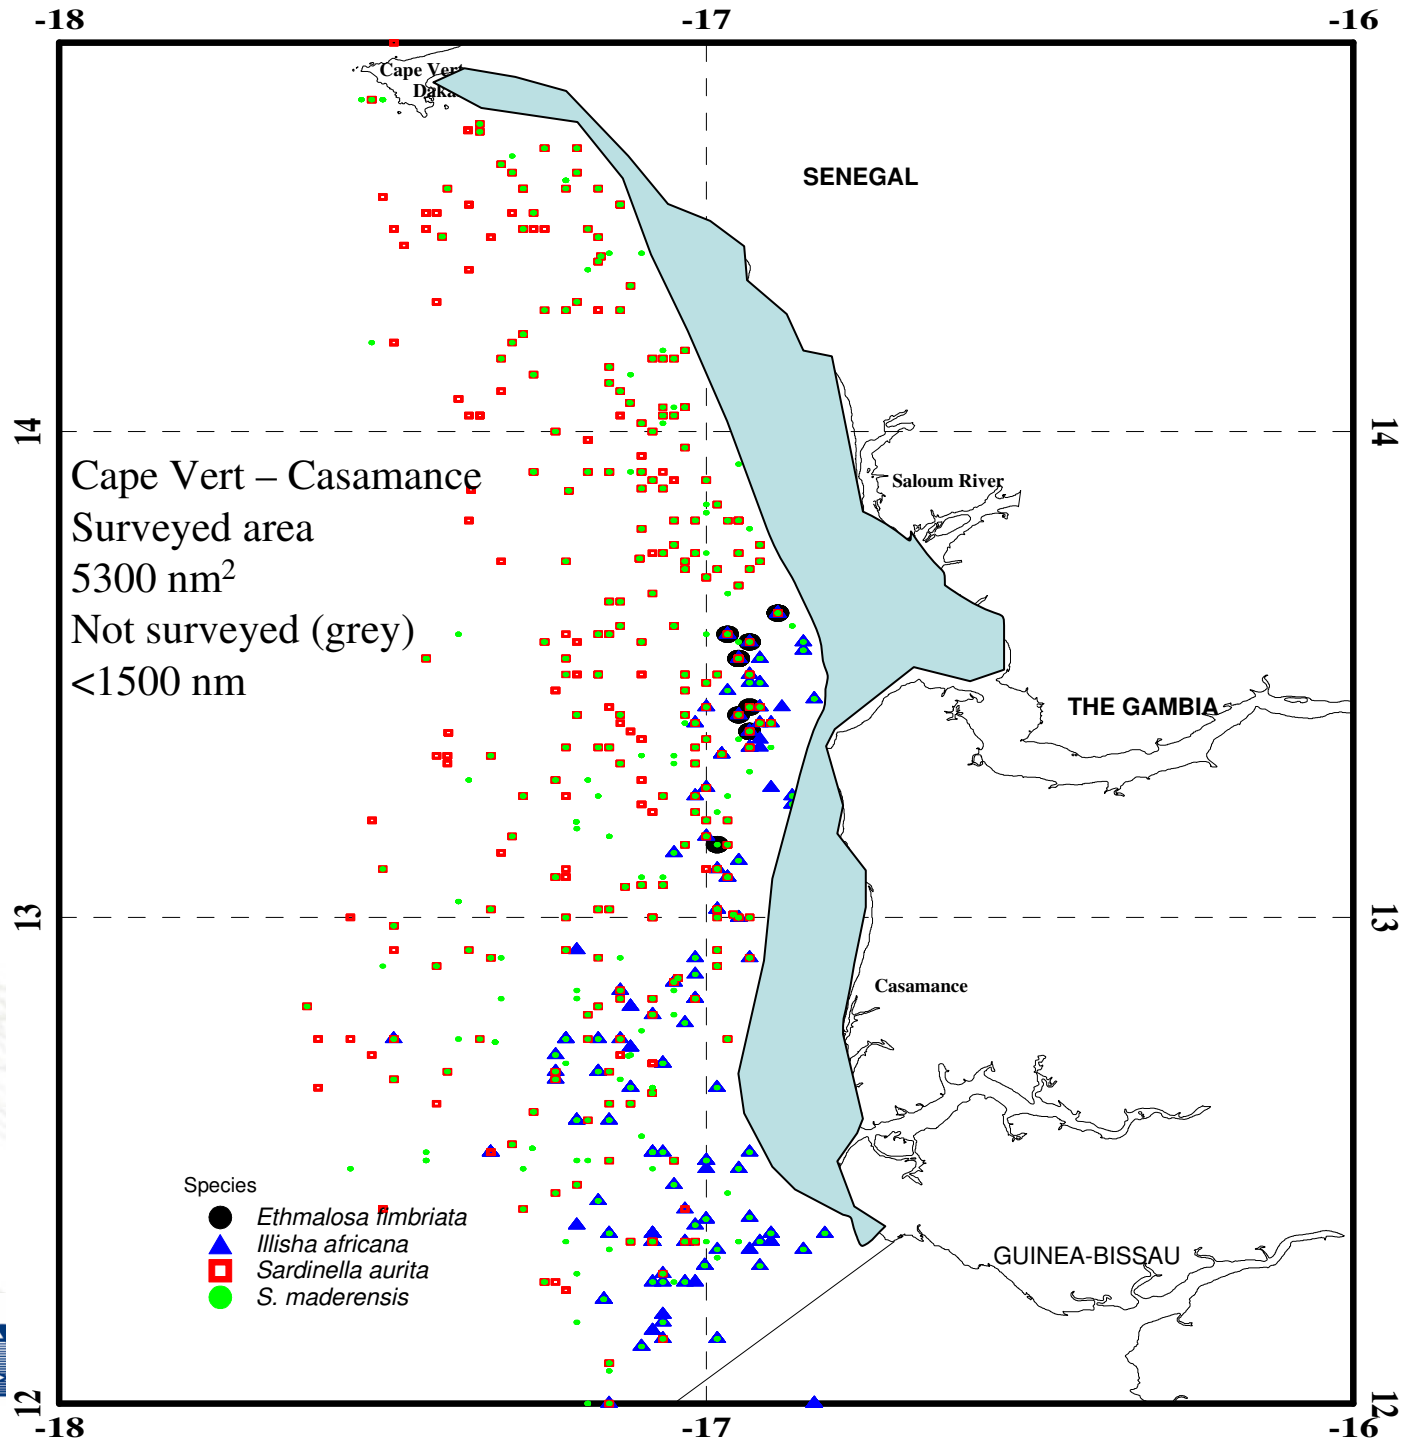 -18 -17 -16
Cape Ver
Daka
SENEGAL
14 14
Cape Vert – Casamance
Surveyed area
5300 nm²
Not surveyed (grey)
<1500 nm
Saloum River
THE GAMBIA
13 13
Casamance
Species
Ethmalosa fimbriata
Illisha africana
Sardinella aurita
S. maderensis
GUINEA-BISSAU
12 12
-18 -17 -16